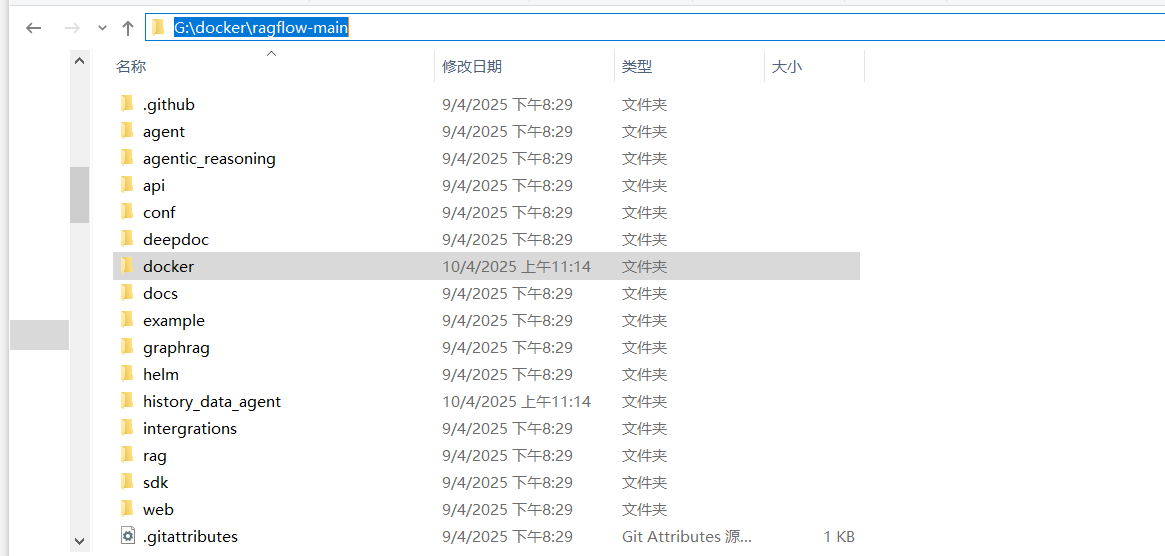 G:\docker\ragflow-main
名称 修改日期 类型 大小
.github 9/4/2025 下午8:29 文件夹
agent 9/4/2025 下午8:29 文件夹
agentic_reasoning 9/4/2025 下午8:29 文件夹
api 9/4/2025 下午8:29 文件夹
conf 9/4/2025 下午8:29 文件夹
deepdoc 9/4/2025 下午8:29 文件夹
docker 10/4/2025 上午11:14 文件夹
docs 9/4/2025 下午8:29 文件夹
example 9/4/2025 下午8:29 文件夹
graphrag 9/4/2025 下午8:29 文件夹
helm 9/4/2025 下午8:29 文件夹
history_data_agent 10/4/2025 上午11:14 文件夹
intergrations 9/4/2025 下午8:29 文件夹
rag 9/4/2025 下午8:29 文件夹
sdk 9/4/2025 下午8:29 文件夹
web 9/4/2025 下午8:29 文件夹
.gitattributes 9/4/2025 下午8:29 Git Attributes 源... 1 KB